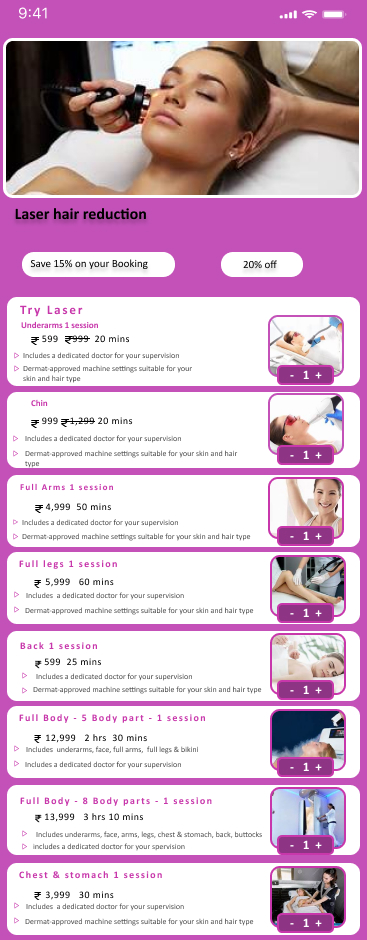 9:41
Laser hair reduction
Save 15% on your Booking
20% off
Try Laser
Underarms 1 session
₹ 599 ₹999 20 mins
Includes a dedicated doctor for your supervision
Dermat-approved machine settings suitable for your
skin and hair type
- 1 +
Chin
₹ 999 ₹1,299 20 mins
Includes a dedicated doctor for your supervision
Dermat-approved machine settings suitable for your skin and hair
type
- 1 +
Full Arms 1 session
₹ 4,999 50 mins
Includes a dedicated doctor for your supervision
Dermat-approved machine settings suitable for your skin and hair type
- 1 +
Full legs 1 session
₹ 5,999 60 mins
Includes a dedicated doctor for your supervision
Dermat-approved machine settings suitable for your skin and hair type
- 1 +
Back 1 session
₹ 599 25 mins
Includes a dedicated doctor for your supervision
Dermat-approved machine settings suitable for your skin and hair type
- 1 +
Full Body - 5 Body part - 1 session
₹ 12,999 2 hrs 30 mins
Includes underarms, face, full arms, full legs & bikini
Includes a dedicated doctor for your supervision
- 1 +
Full Body - 8 Body parts - 1 session
₹ 13,999 3 hrs 10 mins
Includes underarms, face, arms, legs, chest & stomach, back, buttocks
includes a dedicated doctor for your spervision
- 1 +
Chest & stomach 1 session
₹ 3,999 30 mins
Includes a dedicated doctor for your supervision
Dermat-approved machine settings suitable for your skin and hair type
- 1 +